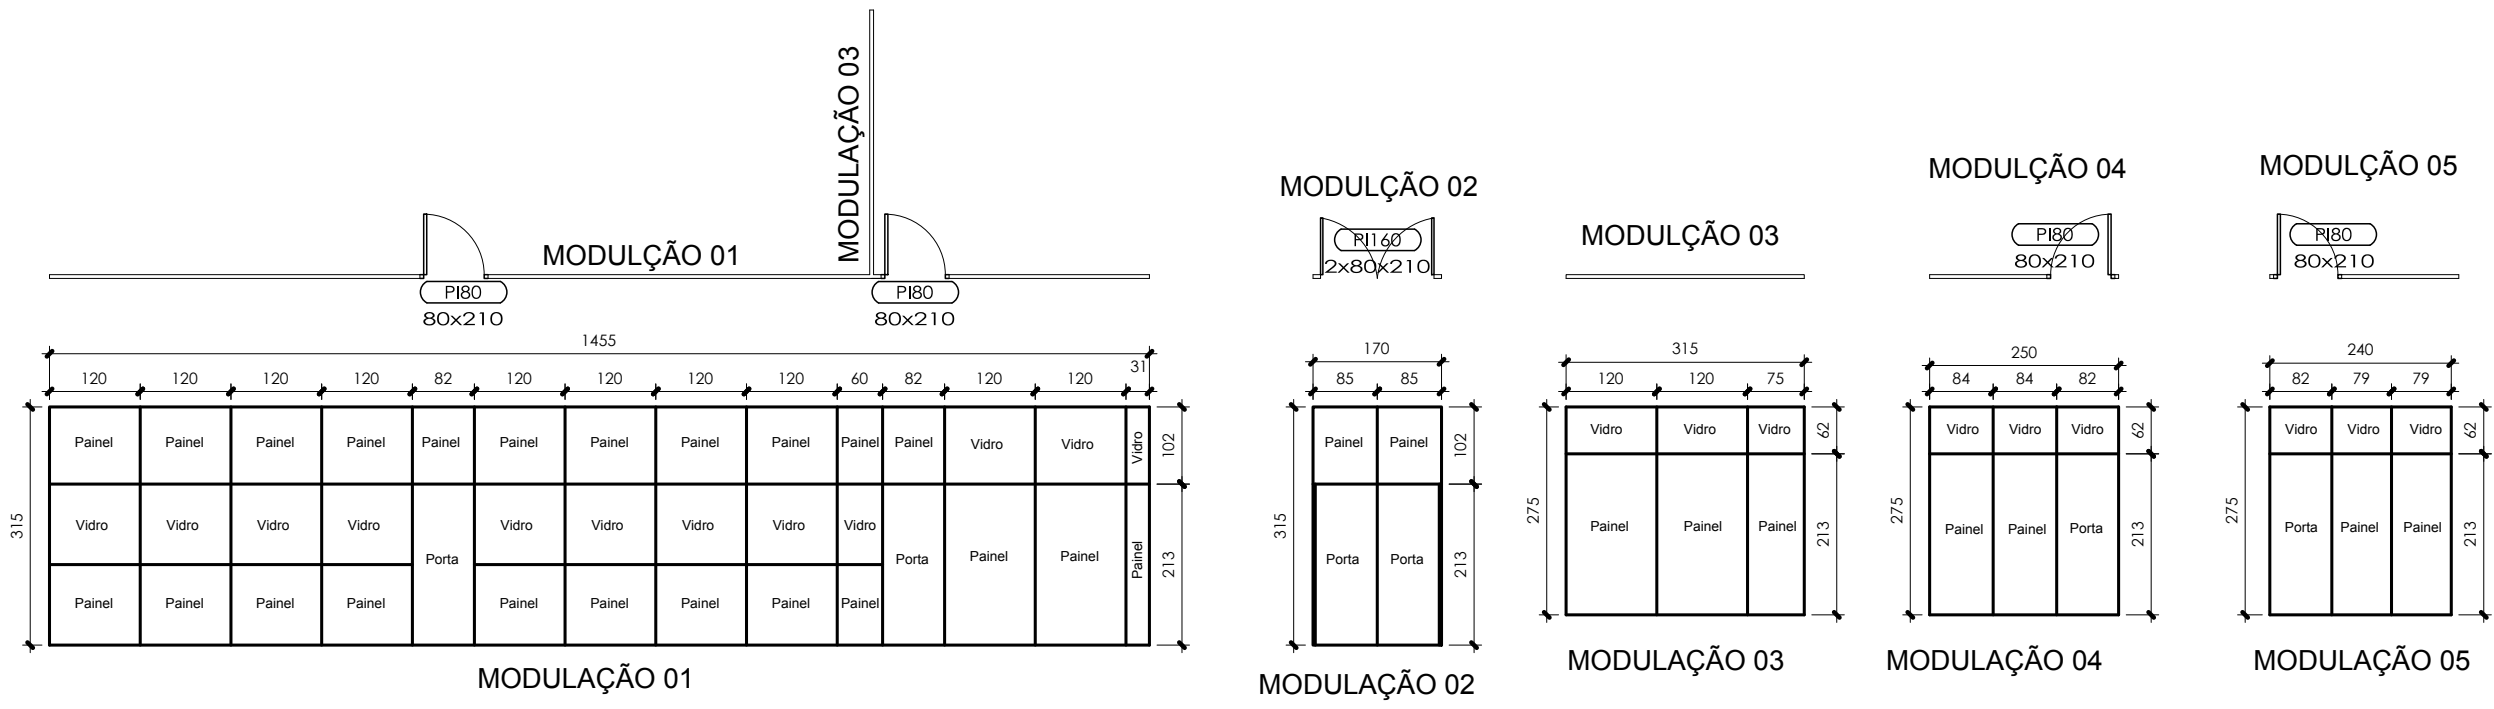 MODULAÇÃO 03
MODULÇÃO 01
PI80
80x210
PI80
80x210
MODULÇÃO 02
PI160
2x80x210
MODULÇÃO 03
MODULÇÃO 04
PI80
80x210
MODULÇÃO 05
PI80
80x210
1455
120 120 120 120 82 120 120 120 120 60 82 120 120 31
315
Painel Painel Painel Painel Painel Painel Painel Painel Painel Painel Painel Vidro Vidro Vidro
102
Vidro Vidro Vidro Vidro Porta Vidro Vidro Vidro Vidro Vidro Porta Painel Painel Painel
213
Painel Painel Painel Painel Painel Painel Painel Painel Painel
MODULAÇÃO 01
170
85 85
315
Painel Painel
102
Porta Porta
213
MODULAÇÃO 02
315
120 120 75
275
Vidro Vidro Vidro
62
Painel Painel Painel
213
MODULAÇÃO 03
250
84 84 82
275
Vidro Vidro Vidro
62
Painel Painel Porta
213
MODULAÇÃO 04
240
82 79 79
275
Vidro Vidro Vidro
62
Porta Painel Painel
213
MODULAÇÃO 05